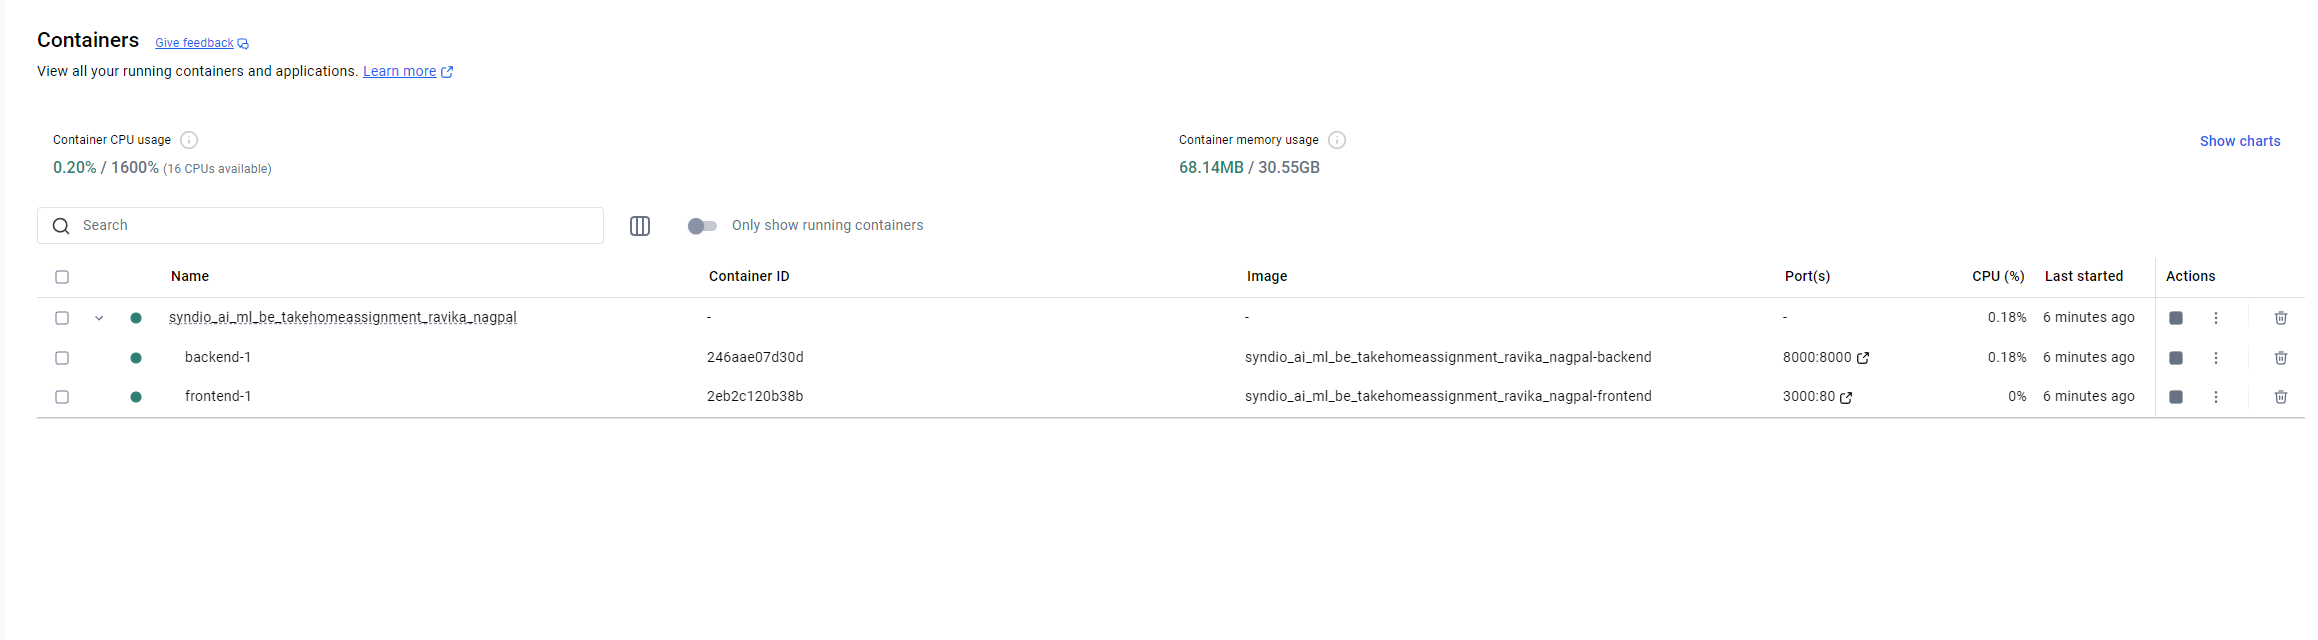 Containers Give feedback
View all your running containers and applications. Learn more
Container CPU usage
0.20% / 1600% (16 CPUs available)
Container memory usage
68.14MB / 30.55GB
Show charts
Search
Only show running containers
Name Container ID Image Port(s) CPU (%) Last started Actions
syndio_ai_ml_be_takehomeassignment_ravika_nagpal - - - 0.18% 6 minutes ago
backend-1 246aae07d30d syndio_ai_ml_be_takehomeassignment_ravika_nagpal-backend 8000:8000 0.18% 6 minutes ago
frontend-1 2eb2c120b38b syndio_ai_ml_be_takehomeassignment_ravika_nagpal-frontend 3000:80 0% 6 minutes ago